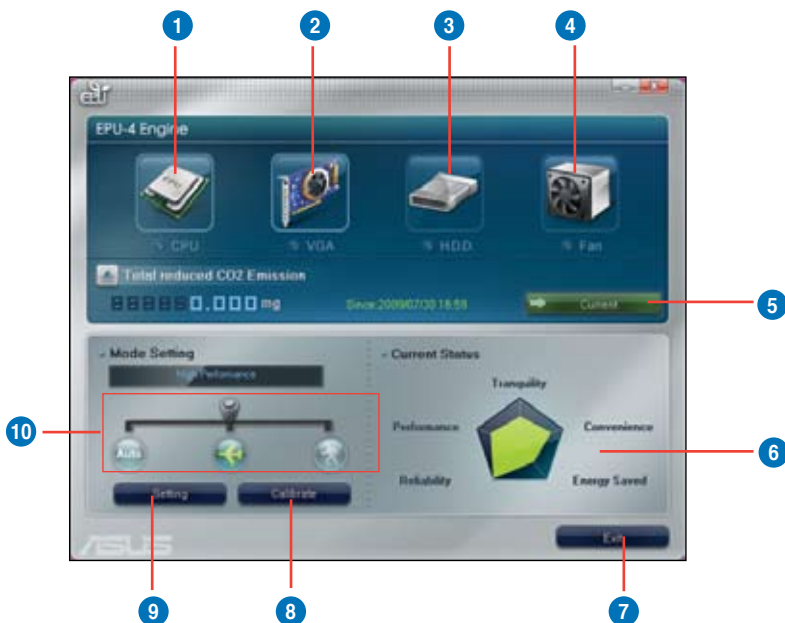 1 2 3 4
EPU
EPU-4 Engine
EPU
CPU VGA HDD Fan
Total reduced CO2 Emission
0.000 mg Since:2009/07/30 18:58 Current
5
Mode Setting Current Status
High Performance
Tranquility
Performance Convenience
10
Auto
6
Reliability Energy Saved
Setting Calibrate
ASUS Exit
9 8 7